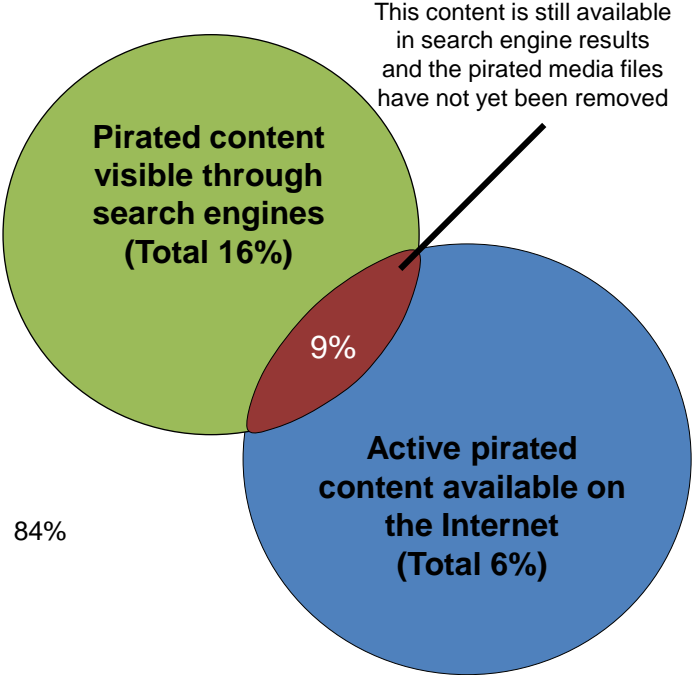 This content is still available
in search engine results
and the pirated media files
have not yet been removed
Pirated content
visible through
search engines
(Total 16%)
9%
Active pirated
content available on
the Internet
(Total 6%)
84%